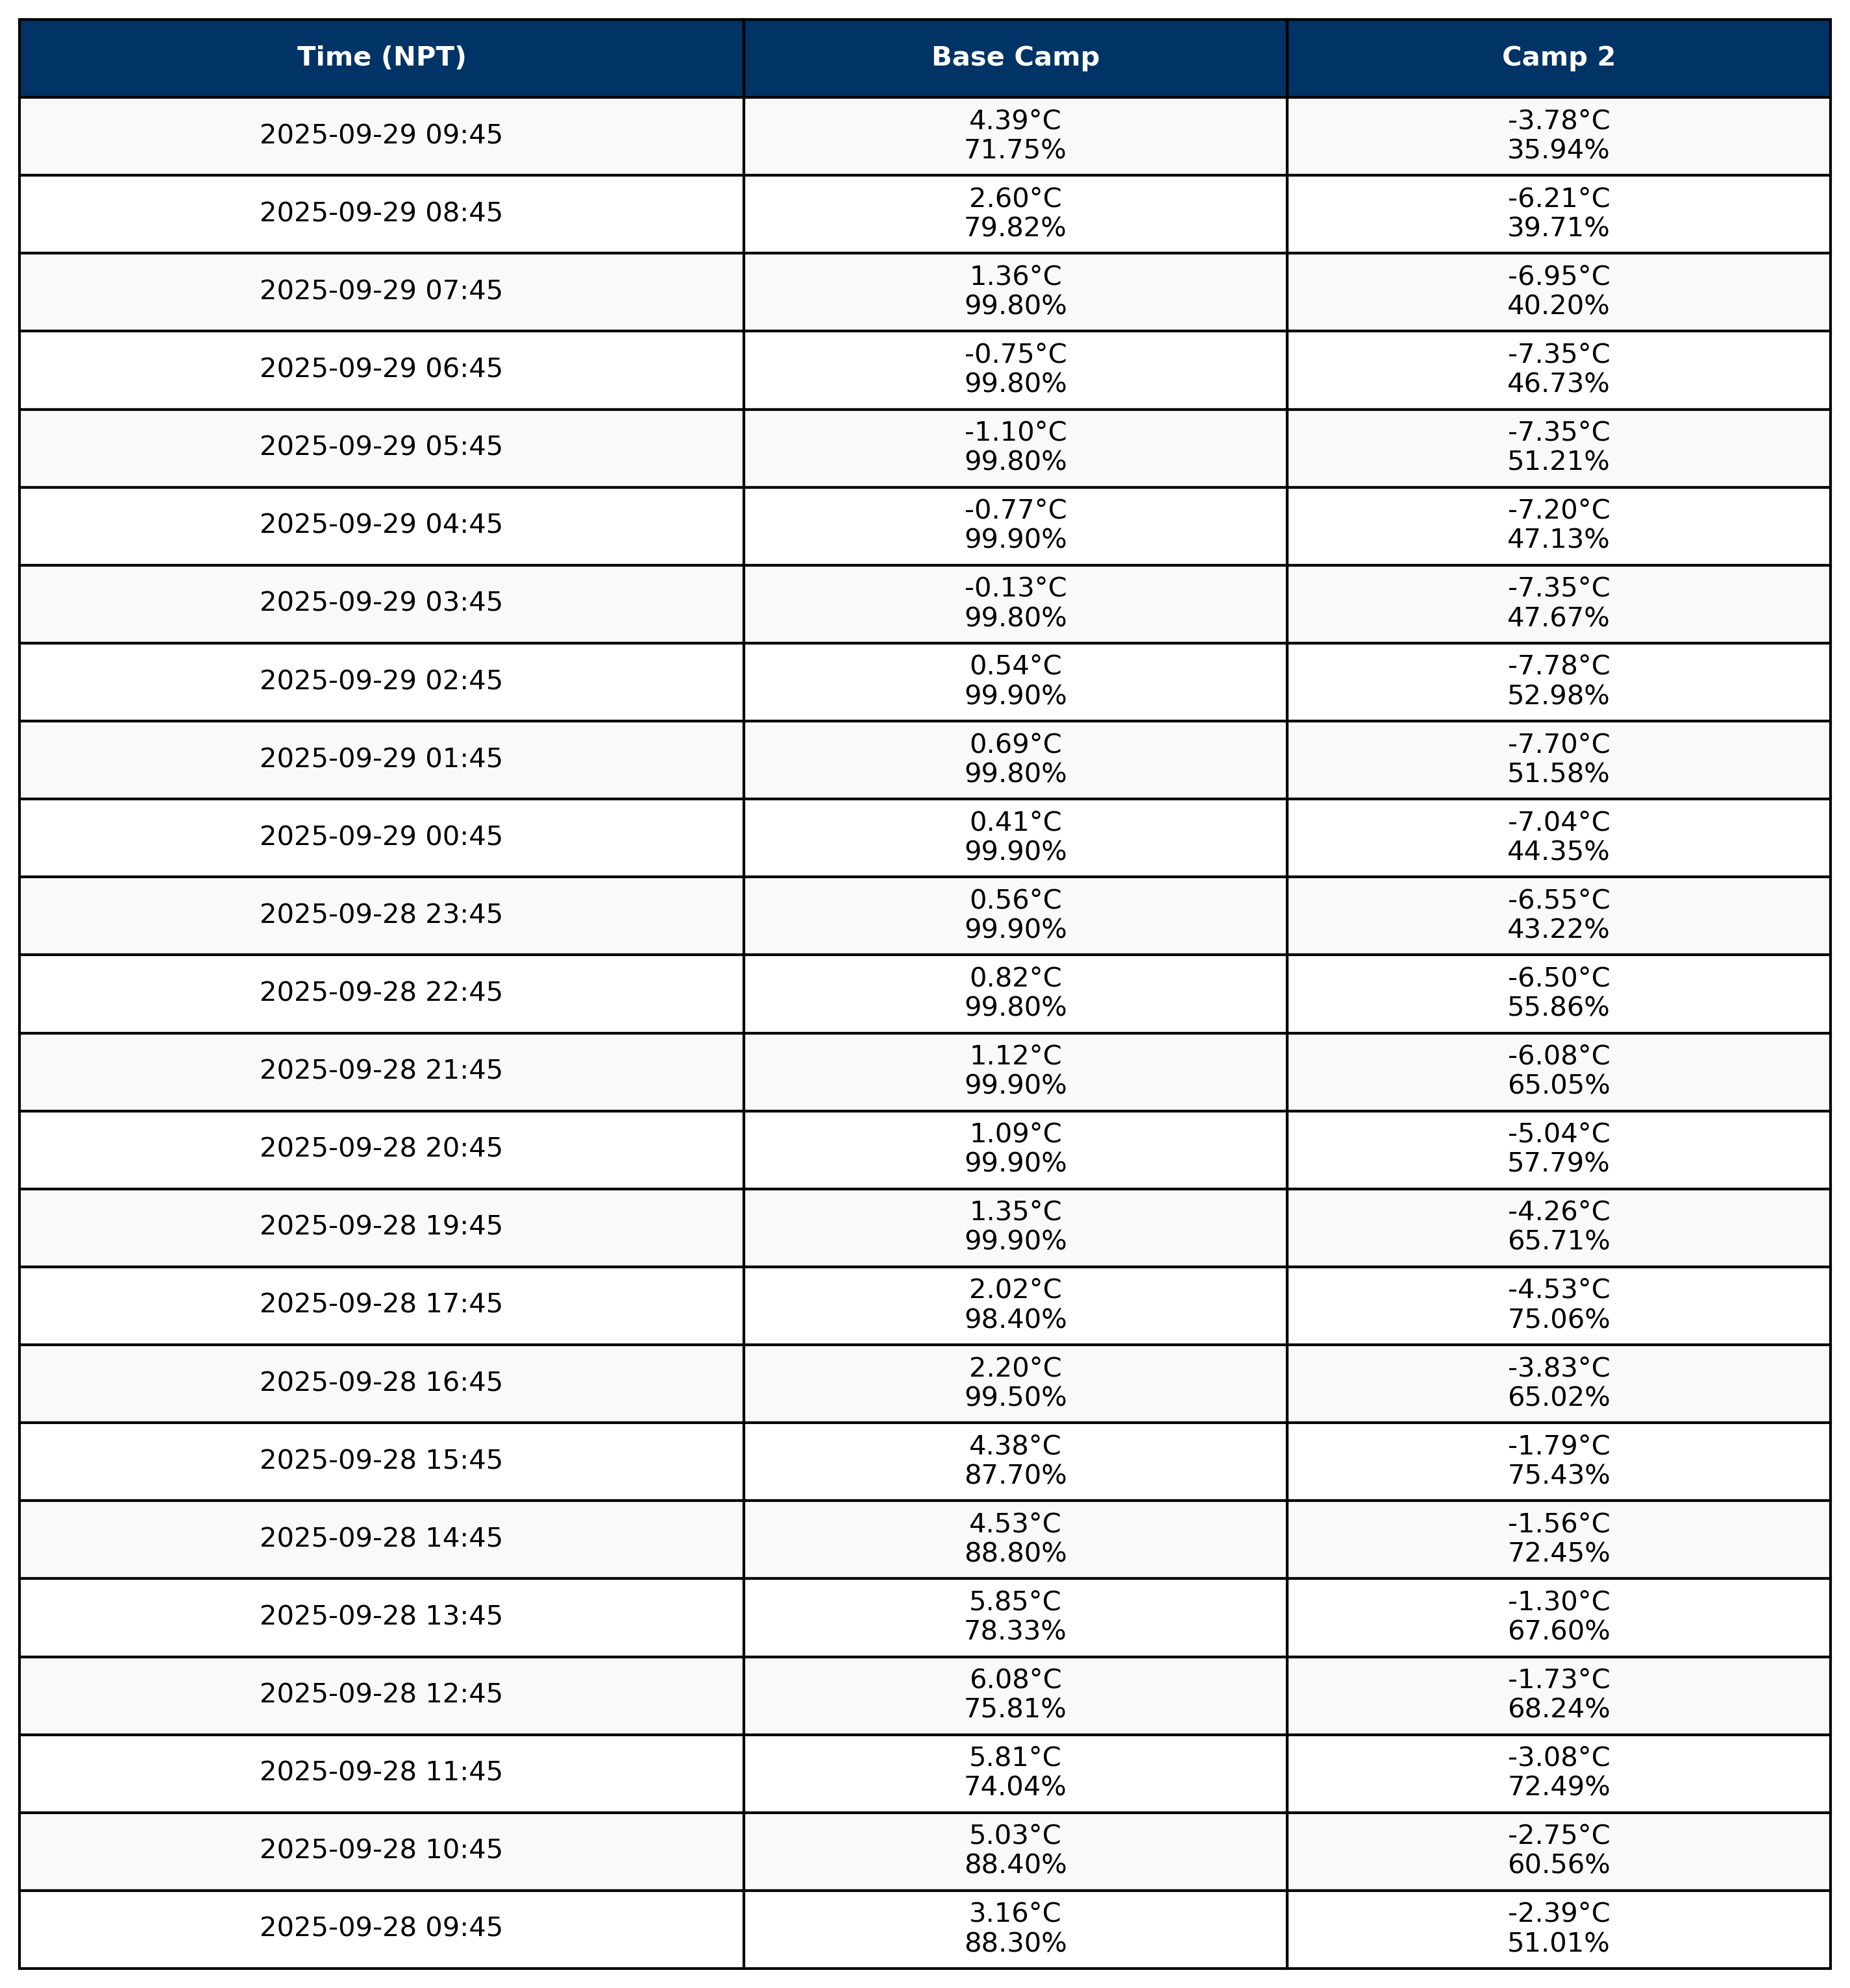 Time (NPT) Base Camp Camp 2
2025-09-29 09:45 4.39°C -3.78°C
71.75% 35.94%
2025-09-29 08:45 2.60°C -6.21°C
79.82% 39.71%
2025-09-29 07:45 1.36°C -6.95°C
99.80% 40.20%
2025-09-29 06:45 -0.75°C -7.35°C
99.80% 46.73%
2025-09-29 05:45 -1.10°C -7.35°C
99.80% 51.21%
2025-09-29 04:45 -0.77°C -7.20°C
99.90% 47.13%
2025-09-29 03:45 -0.13°C -7.35°C
99.80% 47.67%
2025-09-29 02:45 0.54°C -7.78°C
99.90% 52.98%
2025-09-29 01:45 0.69°C -7.70°C
99.80% 51.58%
2025-09-29 00:45 0.41°C -7.04°C
99.90% 44.35%
2025-09-28 23:45 0.56°C -6.55°C
99.90% 43.22%
2025-09-28 22:45 0.82°C -6.50°C
99.80% 55.86%
2025-09-28 21:45 1.12°C -6.08°C
99.90% 65.05%
2025-09-28 20:45 1.09°C -5.04°C
99.90% 57.79%
2025-09-28 19:45 1.35°C -4.26°C
99.90% 65.71%
2025-09-28 17:45 2.02°C -4.53°C
98.40% 75.06%
2025-09-28 16:45 2.20°C -3.83°C
99.50% 65.02%
2025-09-28 15:45 4.38°C -1.79°C
87.70% 75.43%
2025-09-28 14:45 4.53°C -1.56°C
88.80% 72.45%
2025-09-28 13:45 5.85°C -1.30°C
78.33% 67.60%
2025-09-28 12:45 6.08°C -1.73°C
75.81% 68.24%
2025-09-28 11:45 5.81°C -3.08°C
74.04% 72.49%
2025-09-28 10:45 5.03°C -2.75°C
88.40% 60.56%
2025-09-28 09:45 3.16°C -2.39°C
88.30% 51.01%